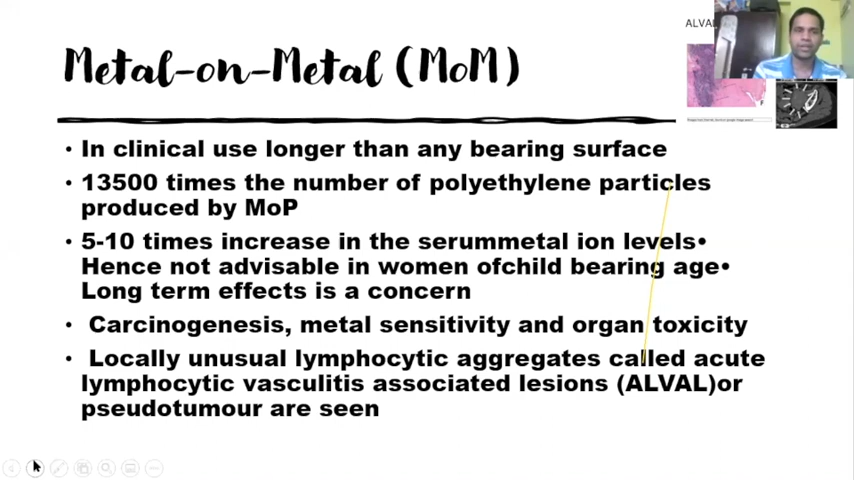 ALVAL
Metal-on-Metal (MoM)
• In clinical use longer than any bearing surface
• 13500 times the number of polyethylene particles
produced by MoP
• 5-10 times increase in the serummetal ion levels•
Hence not advisable in women ofchild bearing age•
Long term effects is a concern
• Carcinogenesis, metal sensitivity and organ toxicity
• Locally unusual lymphocytic aggregates called acute
lymphocytic vasculitis associated lesions (ALVAL)or
pseudotumour are seen